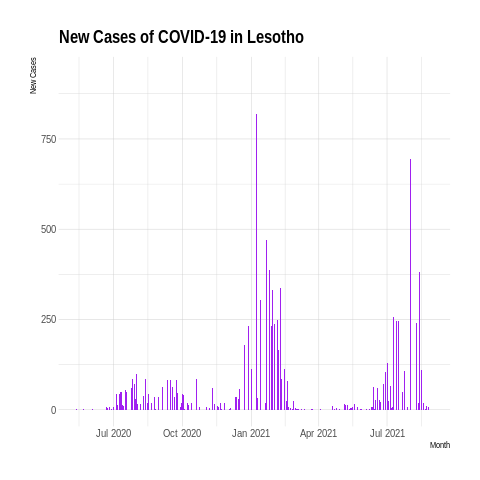 New Cases of COVID-19 in Lesotho
New Cases
750
500
250
0
Jul 2020 Oct 2020 Jan 2021 Apr 2021 Jul 2021
Month